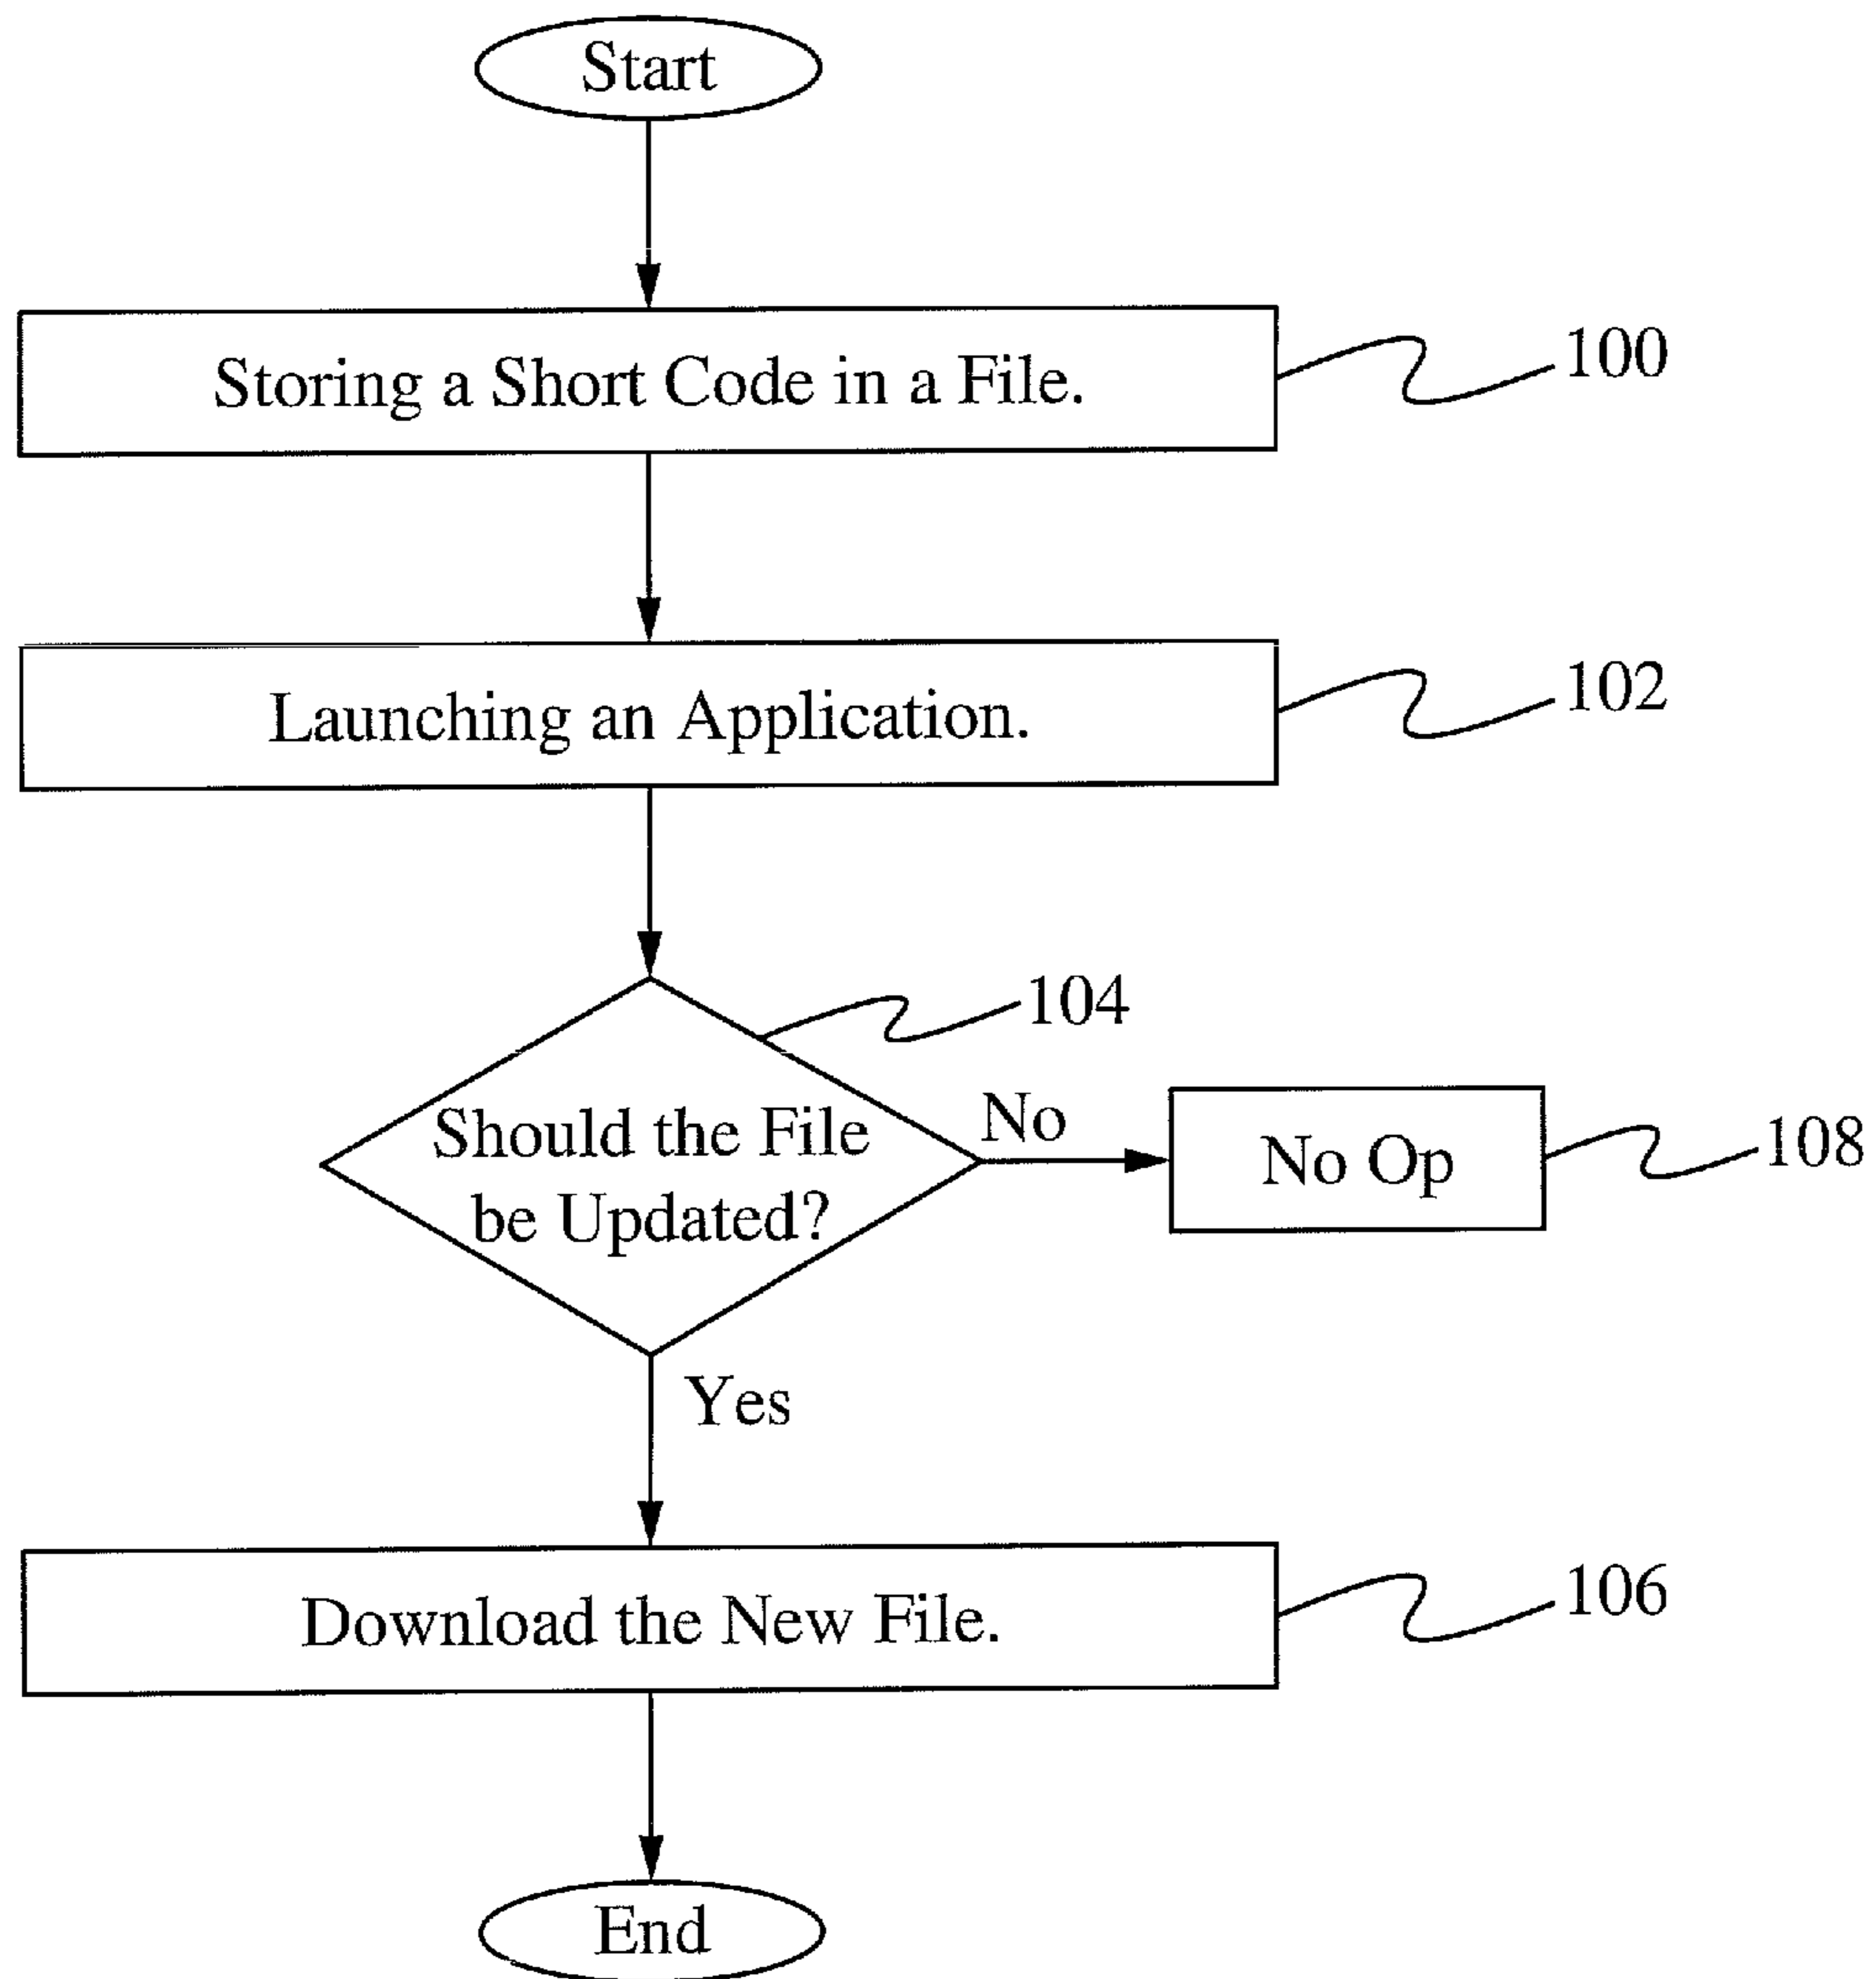 Start
Storing a Short Code in a File.
100
Launching an Application.
102
104
Should the File
be Updated?
No
No Op
108
Yes
Download the New File.
106
End